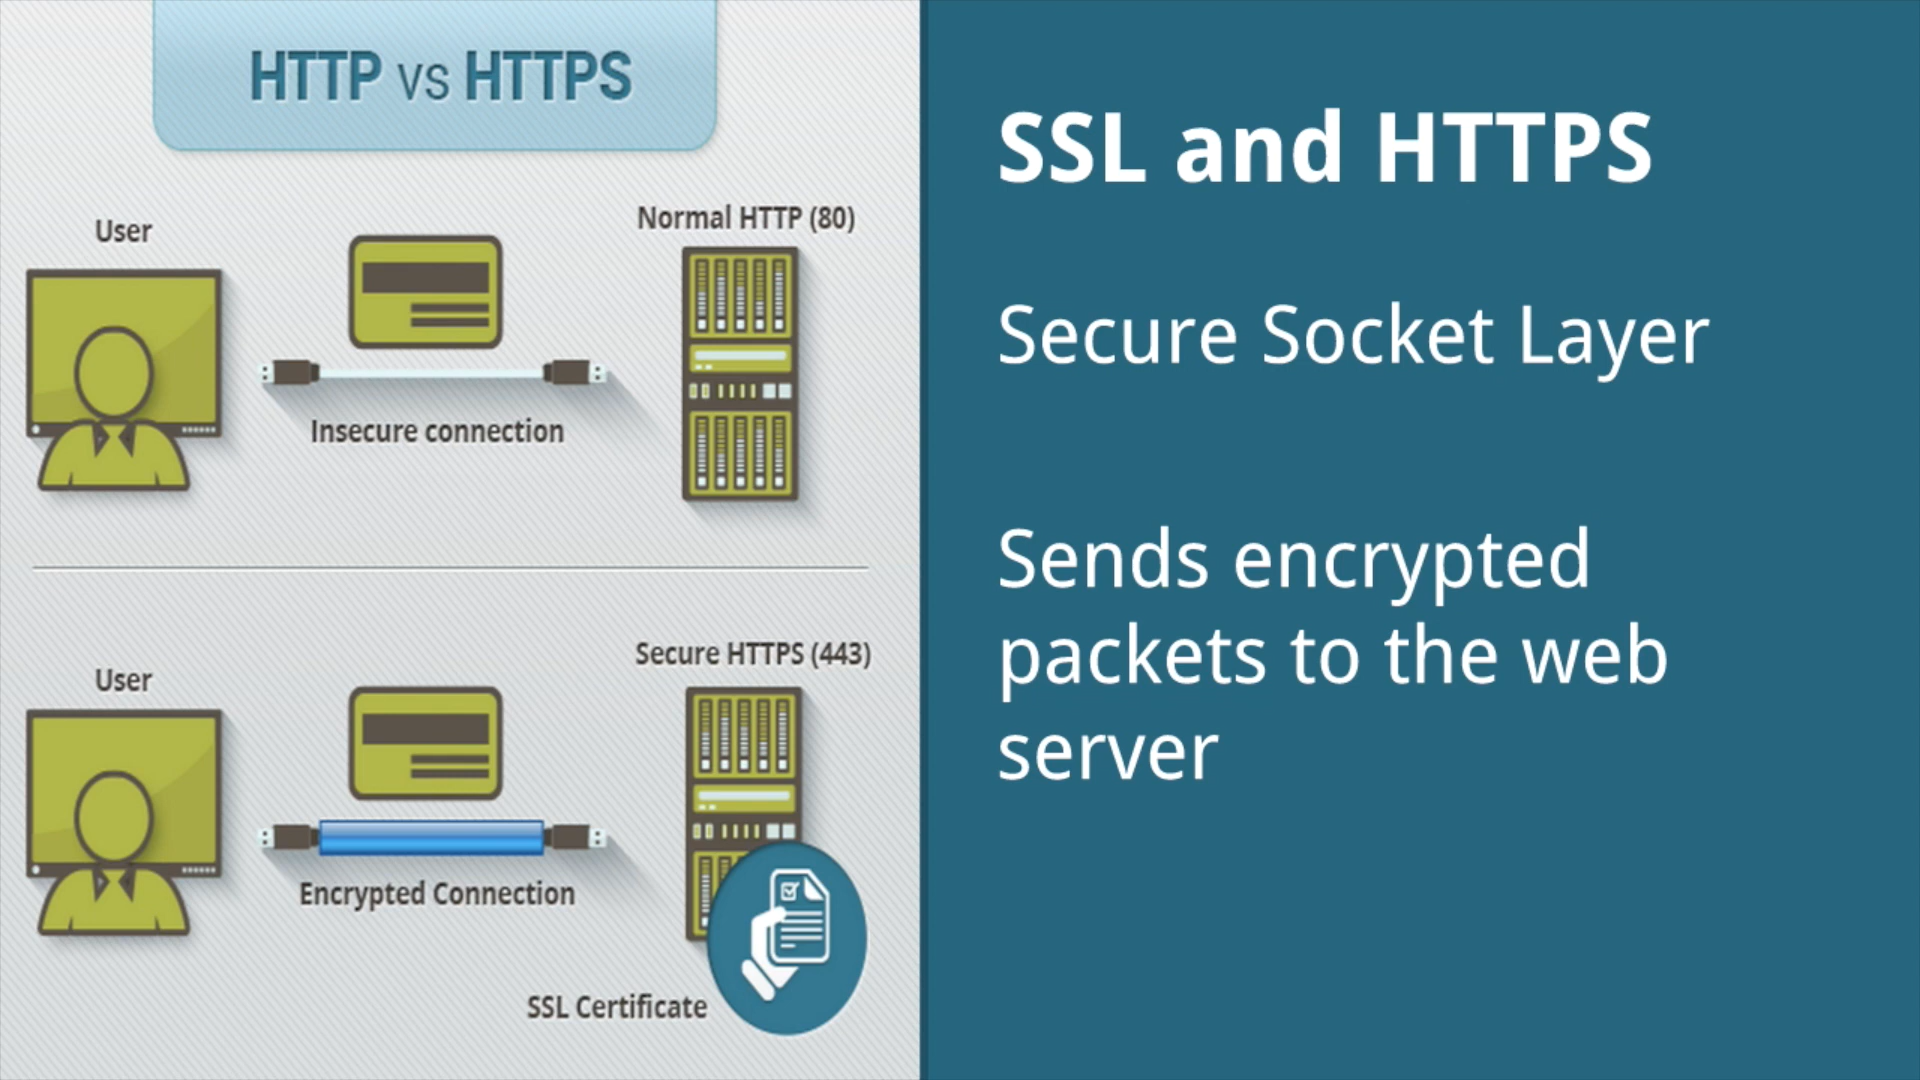 HTTP VS HTTPS
User
Normal HTTP (80)
Insecure connection
User
Secure HTTPS (443)
Encrypted Connection
SSL Certificate
SSL and HTTPS
Secure Socket Layer
Sends encrypted
packets to the web
server